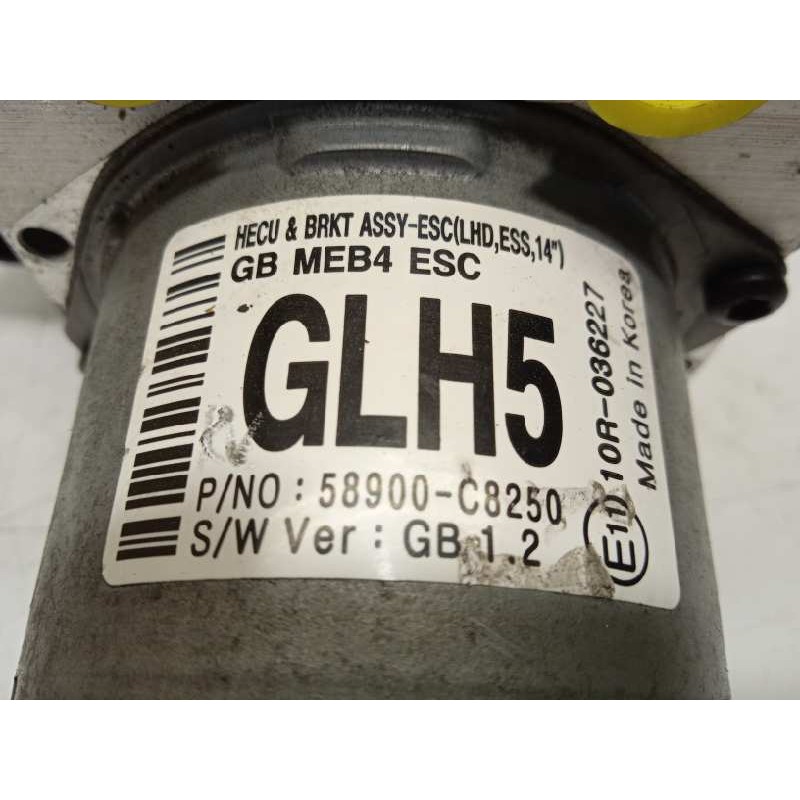 HECU & BRKT ASSY-ESC(LHD,ESS,14")
GB MEB4 ESC
GLH5
P/NO : 58900-C8250
S/W Ver : GB 1.2
E11 10R-036227
Made in Korea